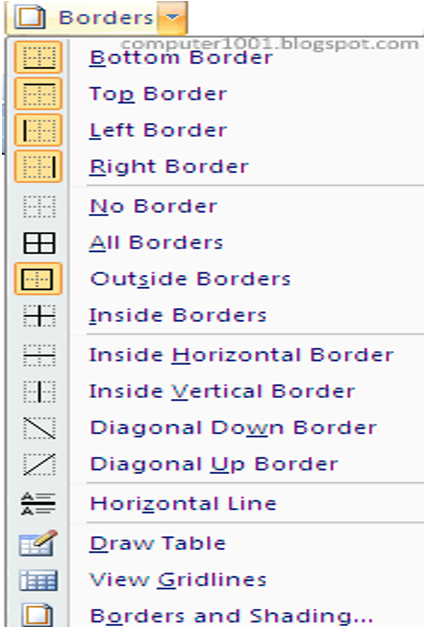 Borders
computer1001.blogspot.com
Bottom Border
Top Border
Left Border
Right Border
No Border
All Borders
Outside Borders
Inside Borders
Inside Horizontal Border
Inside Vertical Border
Diagonal Down Border
Diagonal Up Border
Horizontal Line
Draw Table
View Gridlines
Borders and Shading...